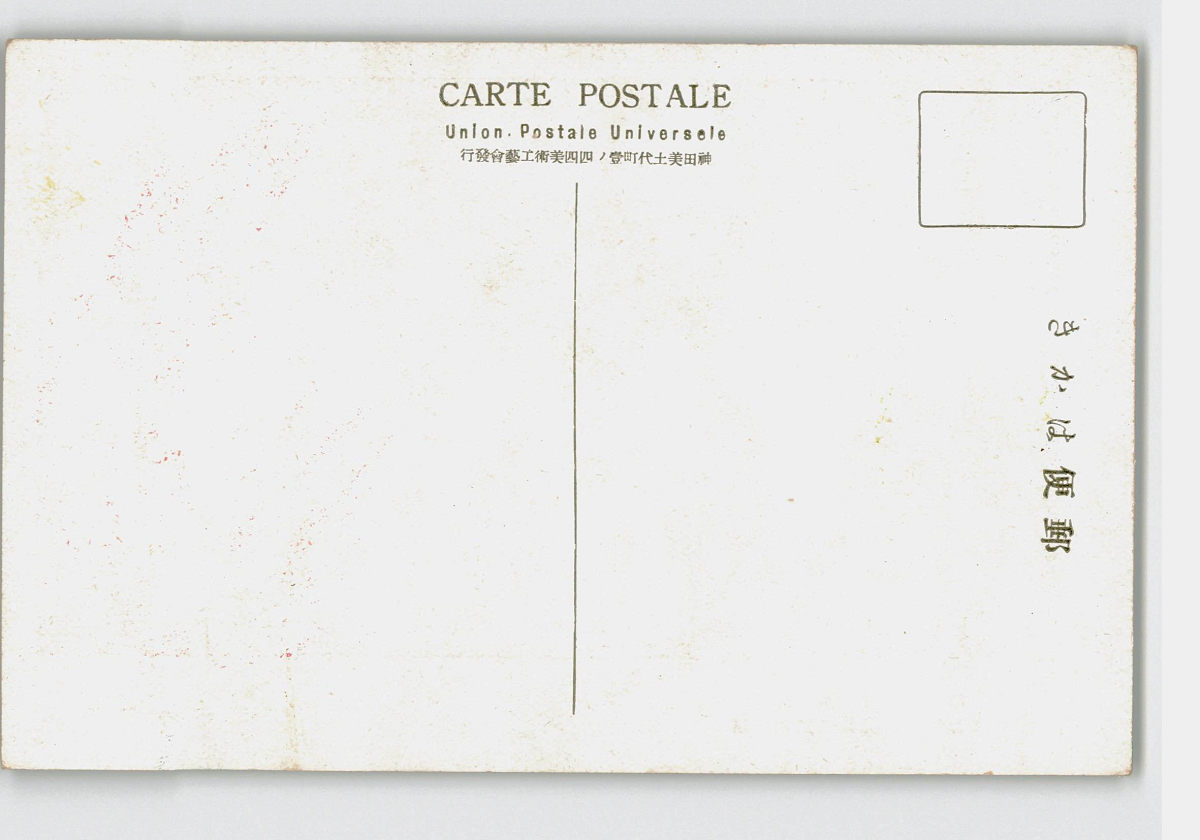 CARTE POSTALE
Union Postale Universele
行發會藝工術美四四ノ壹町代土美田神
きかは便郵